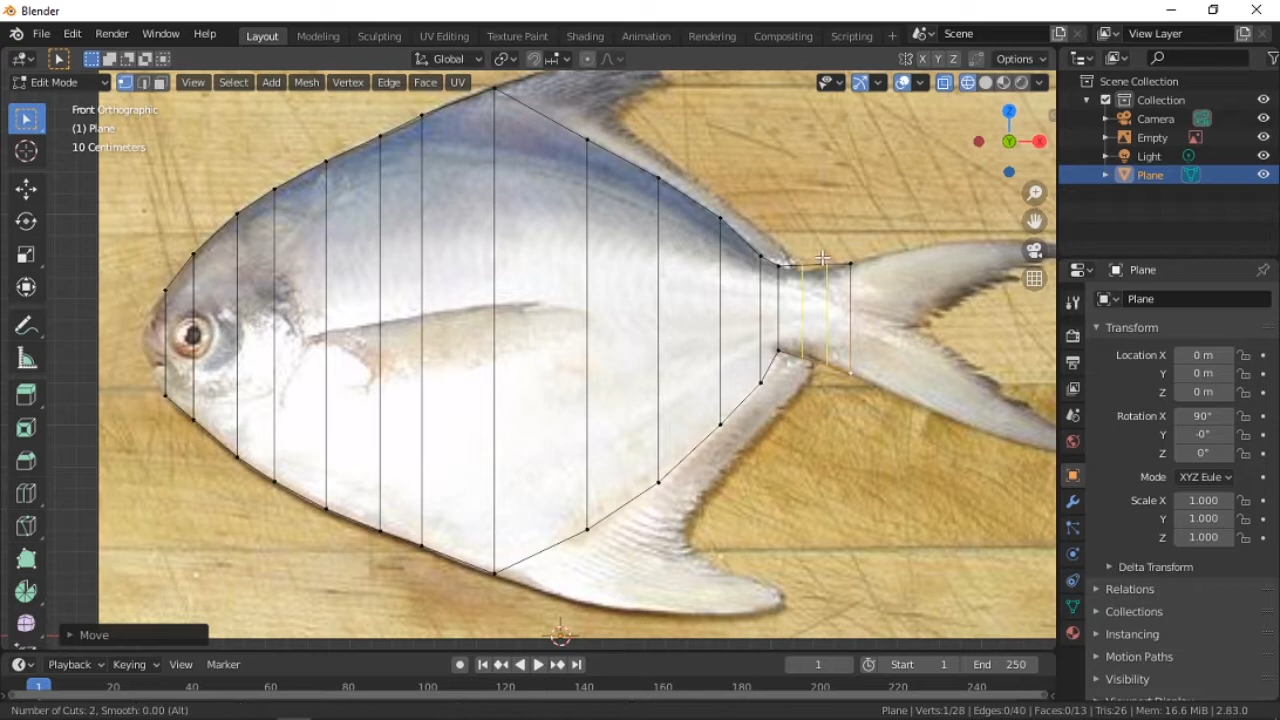 Blender
File Edit Render Window Help Layout Modeling Sculpting UV Editing Texture Paint Shading Animation Rendering Compositing Scripting + Scene View Layer
Global X Y Z Options
Edit Mode View Select Add Mesh Vertex Edge Face UV
Front Orthographic
(1) Plane
10 Centimeters
Z
Y
X
Scene Collection
Collection
Camera
Empty
Light
Plane
Plane
Plane
Transform
Location X 0 m
Y 0 m
Z 0 m
Rotation X 90°
Y -0°
Z 0°
Mode XYZ Eule
Scale X 1.000
Y 1.000
Z 1.000
Delta Transform
Relations
Collections
Instancing
Motion Paths
Visibility
Move
Playback Keying View Marker 1 Start 1 End 250
1 20 40 60 80 100 120 140 160 180 200 220 240
Number of Cuts: 2, Smooth: 0.00 (Alt) Plane | Verts:1/28 | Edges:0/40 | Faces:0/13 | Tris:26 | Mem: 16.6 MiB | 2.83.0